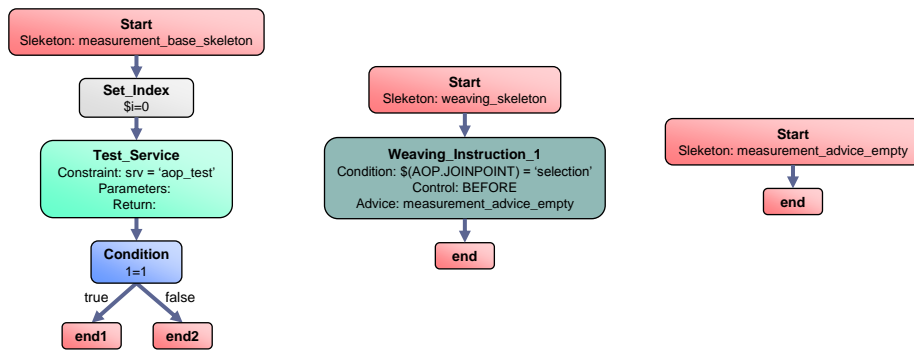 Start
Sleketon: measurement_base_skeleton
Set_Index
$i=0
Test_Service
Constraint: srv = ‘aop_test’
Parameters:
Return:
Condition
1=1
true
false
end1
end2
Start
Sleketon: weaving_skeleton
Weaving_Instruction_1
Condition: $(AOP.JOINPOINT) = ‘selection’
Control: BEFORE
Advice: measurement_advice_empty
end
Start
Sleketon: measurement_advice_empty
end